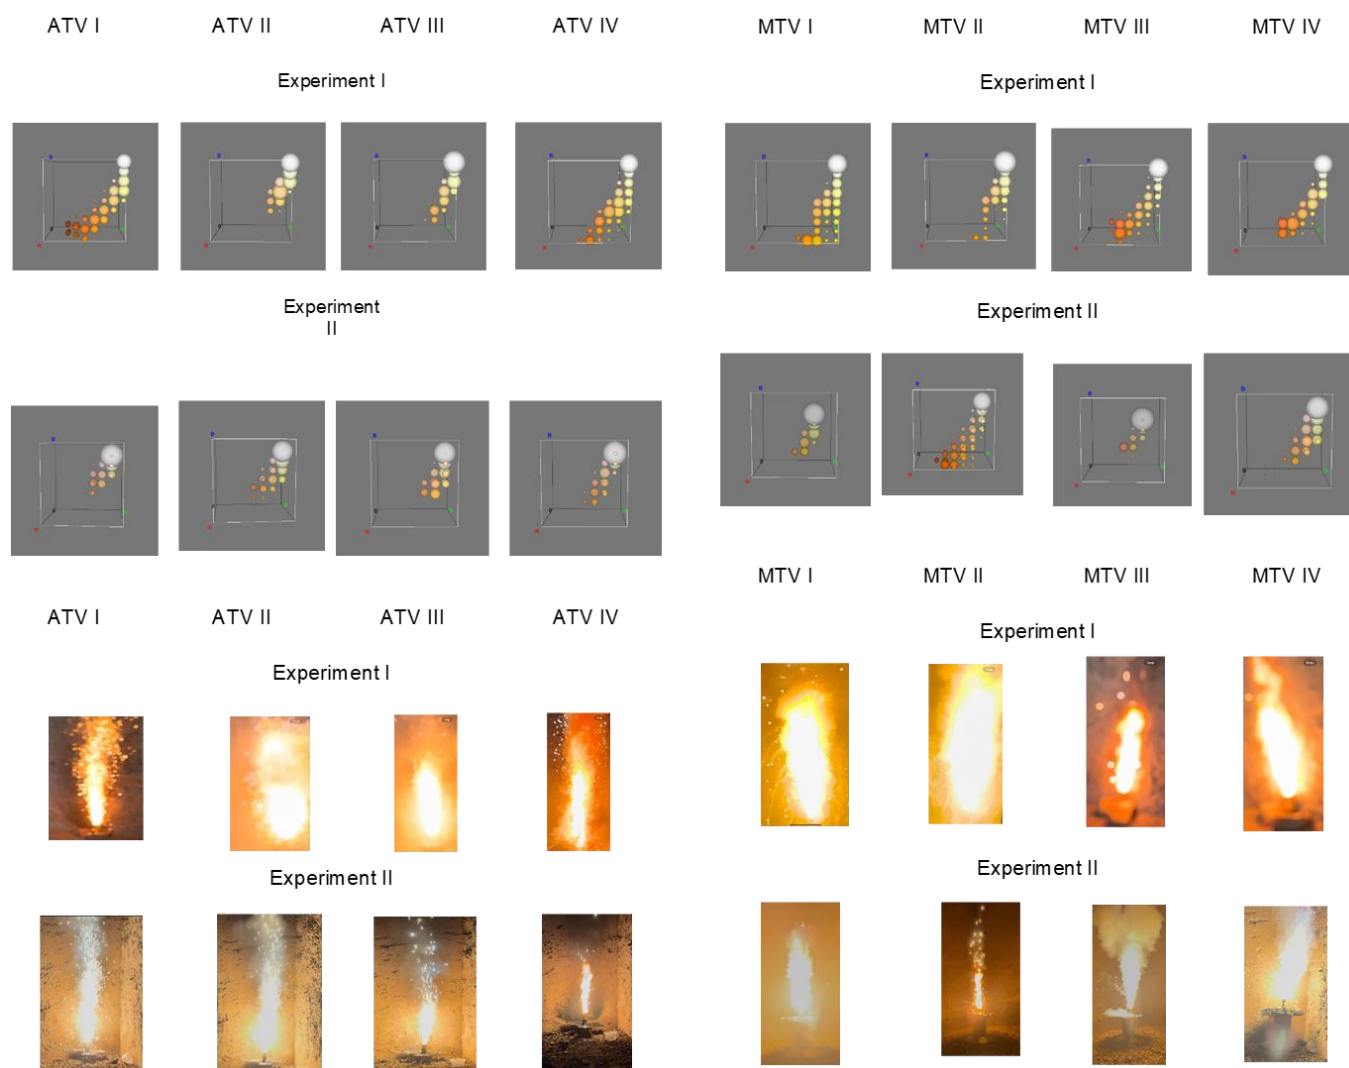 ATV I ATV II ATV III ATV IV
Experiment I
Experiment
II
ATV I ATV II ATV III ATV IV
Experiment I
Experiment II
MTV I MTV II MTV III MTV IV
Experiment I
Experiment II
MTV I MTV II MTV III MTV IV
Experiment I
Experiment II